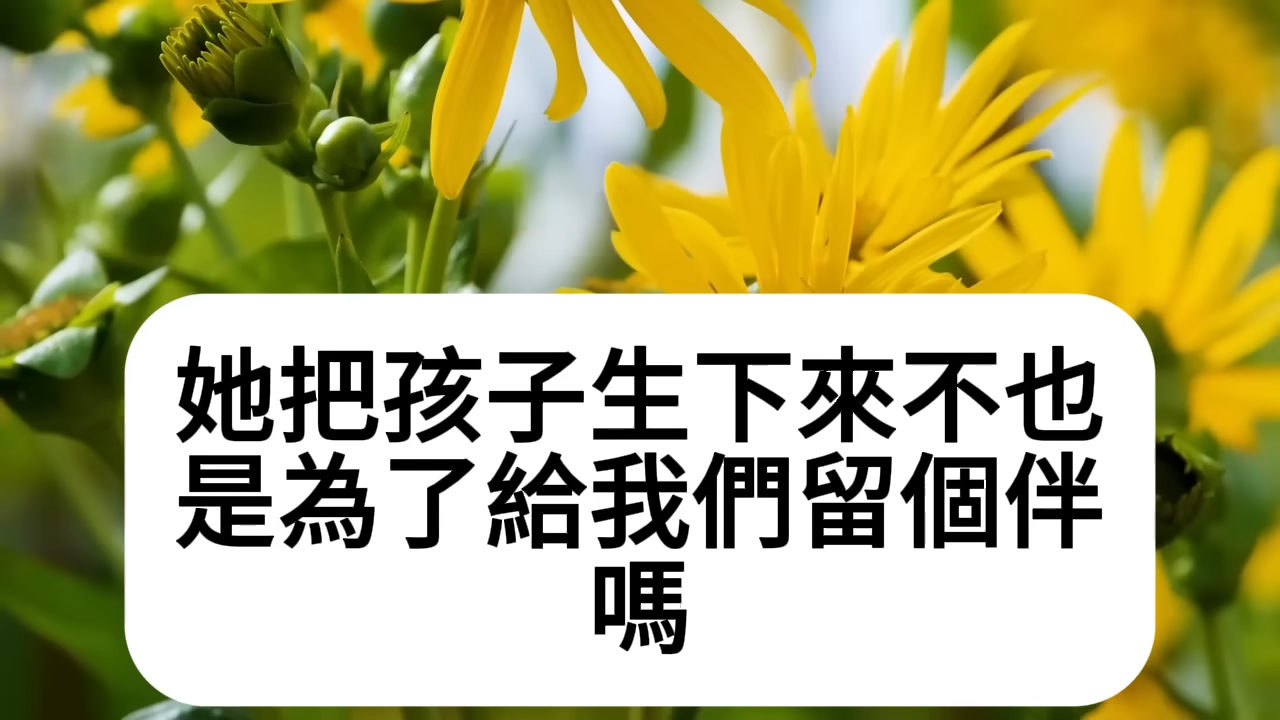 她把孩子生下來不也
是為了給我們留個伴
嗎